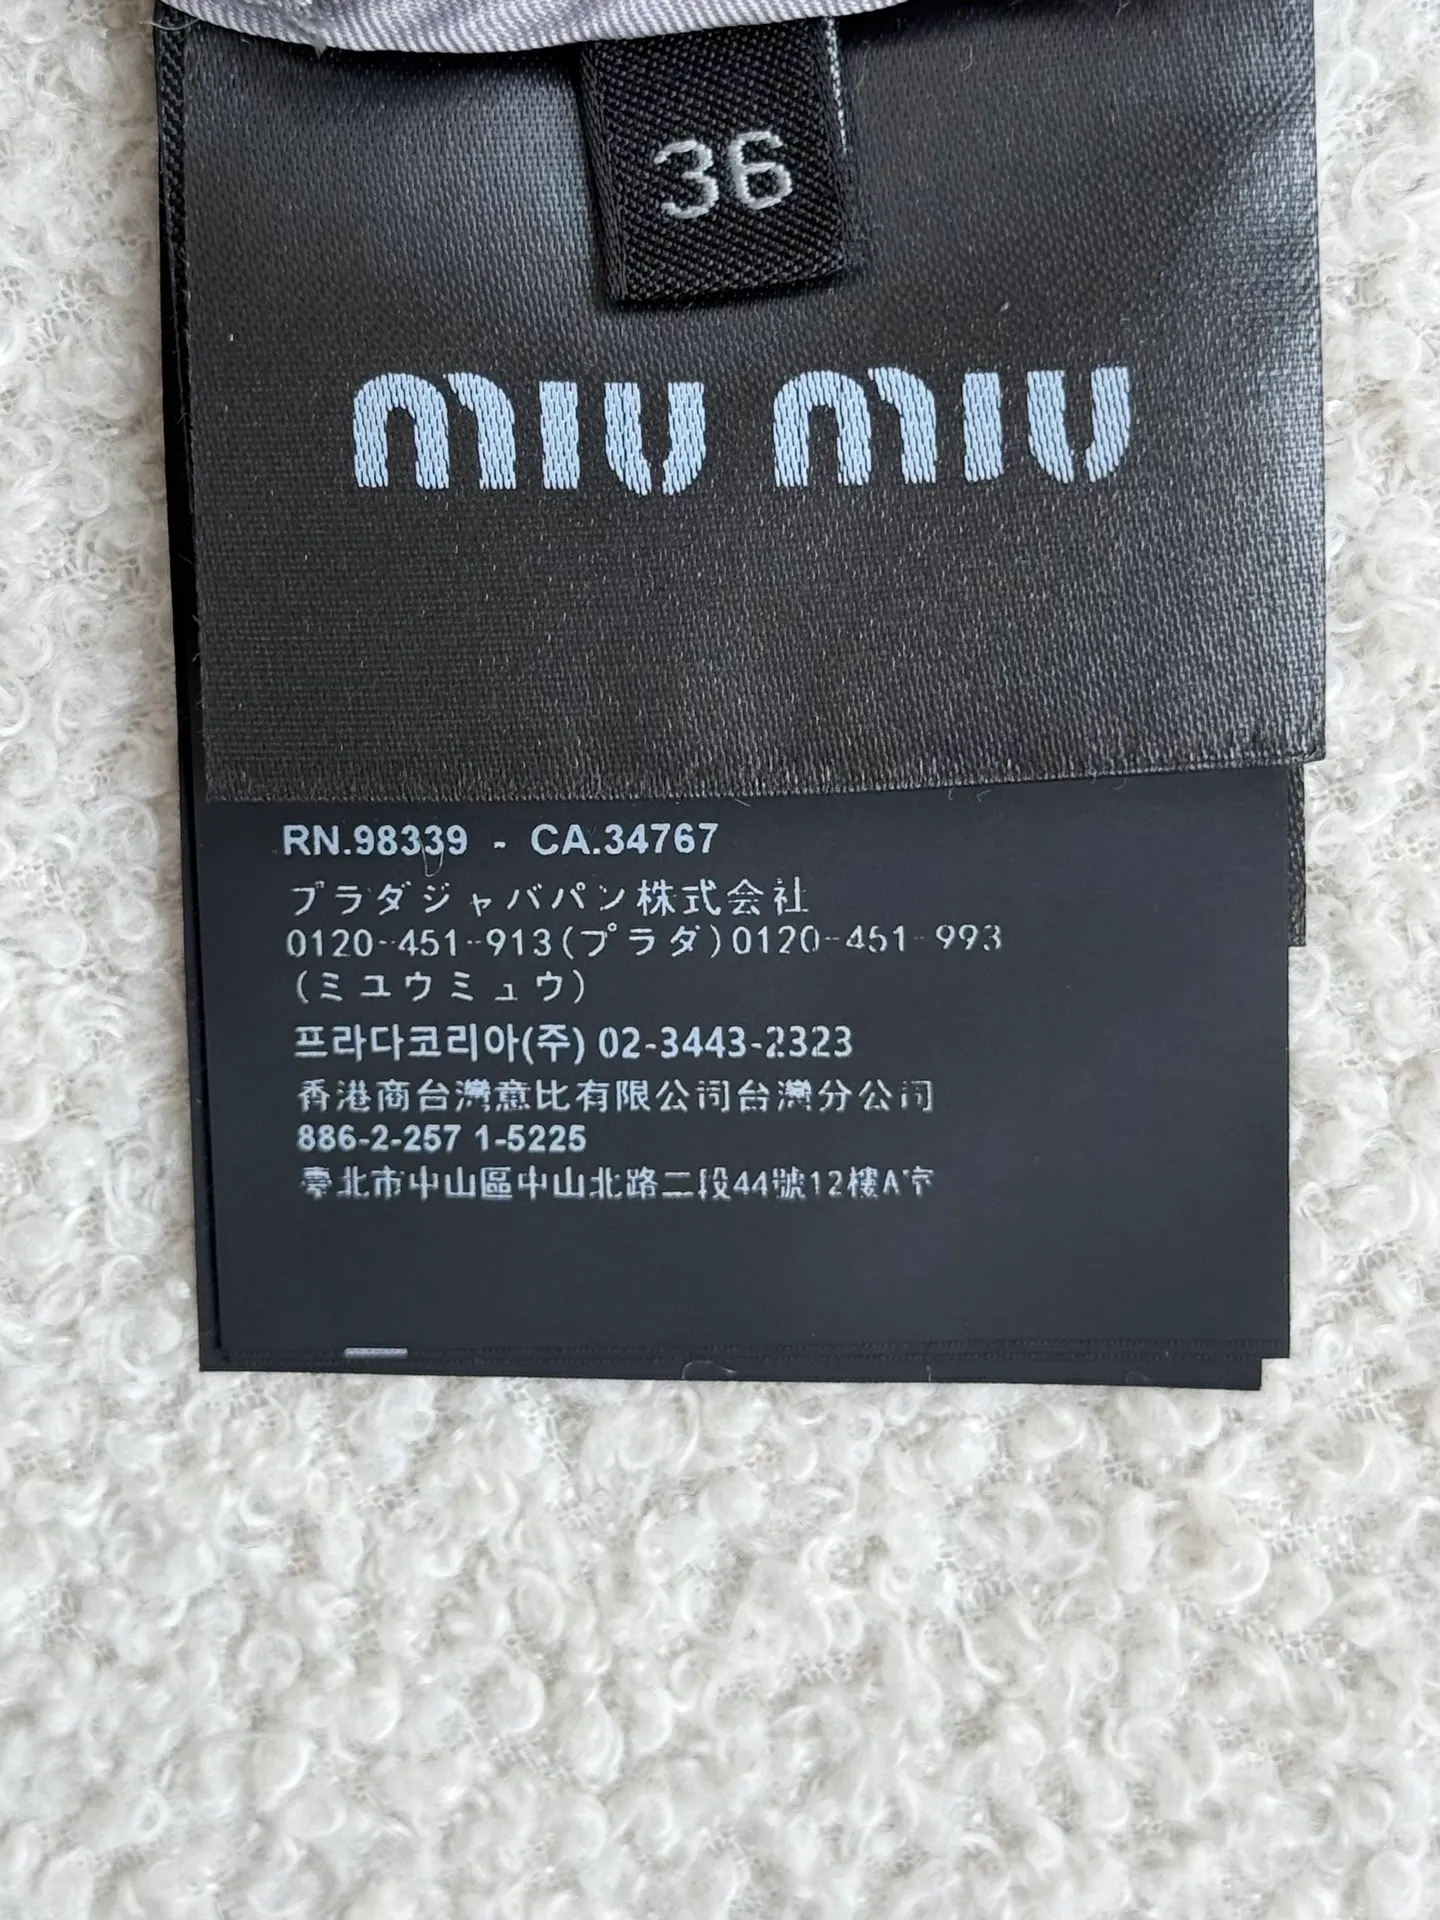 36
miu miu
RN.98339 - CA.34767
プラダジャパパン株式会社
0120-451-913(プラダ)0120-451-993
(ミユウミュウ)
프라다코리아(주) 02-3443-2323
香港商台灣意比有限公司台灣分公司
886-2-257 1-5225
臺北市中山區中山北路二段44號12樓A市